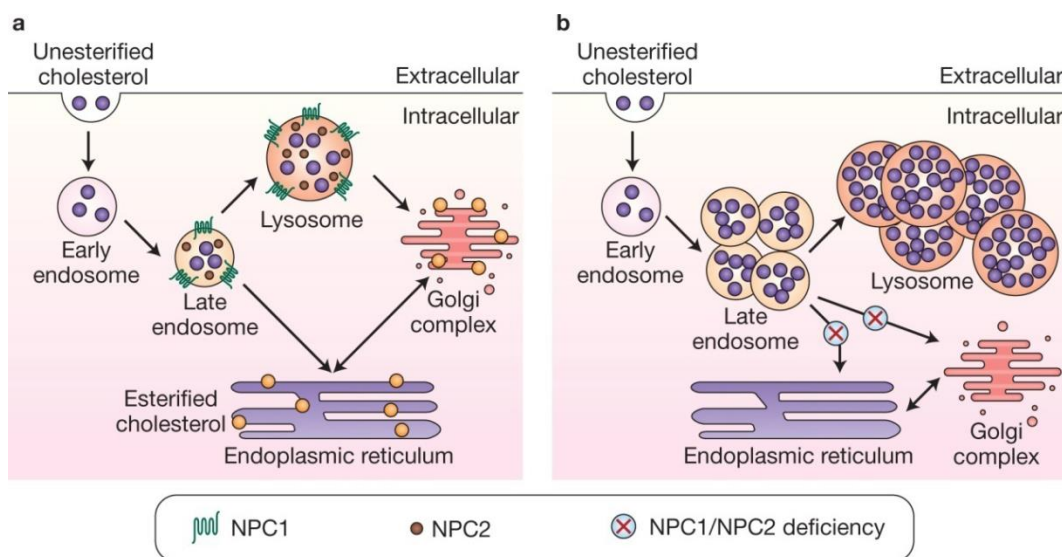 a
Unesterified
cholesterol
Extracellular
Intracellular
Early
endosome
Late
endosome
Lysosome
Golgi
complex
Esterified
cholesterol
Endoplasmic reticulum
b
Unesterified
cholesterol
Extracellular
Intracellular
Early
endosome
Late
endosome
Lysosome
Endoplasmic reticulum
Golgi
complex
NPC1
NPC2
NPC1/NPC2 deficiency